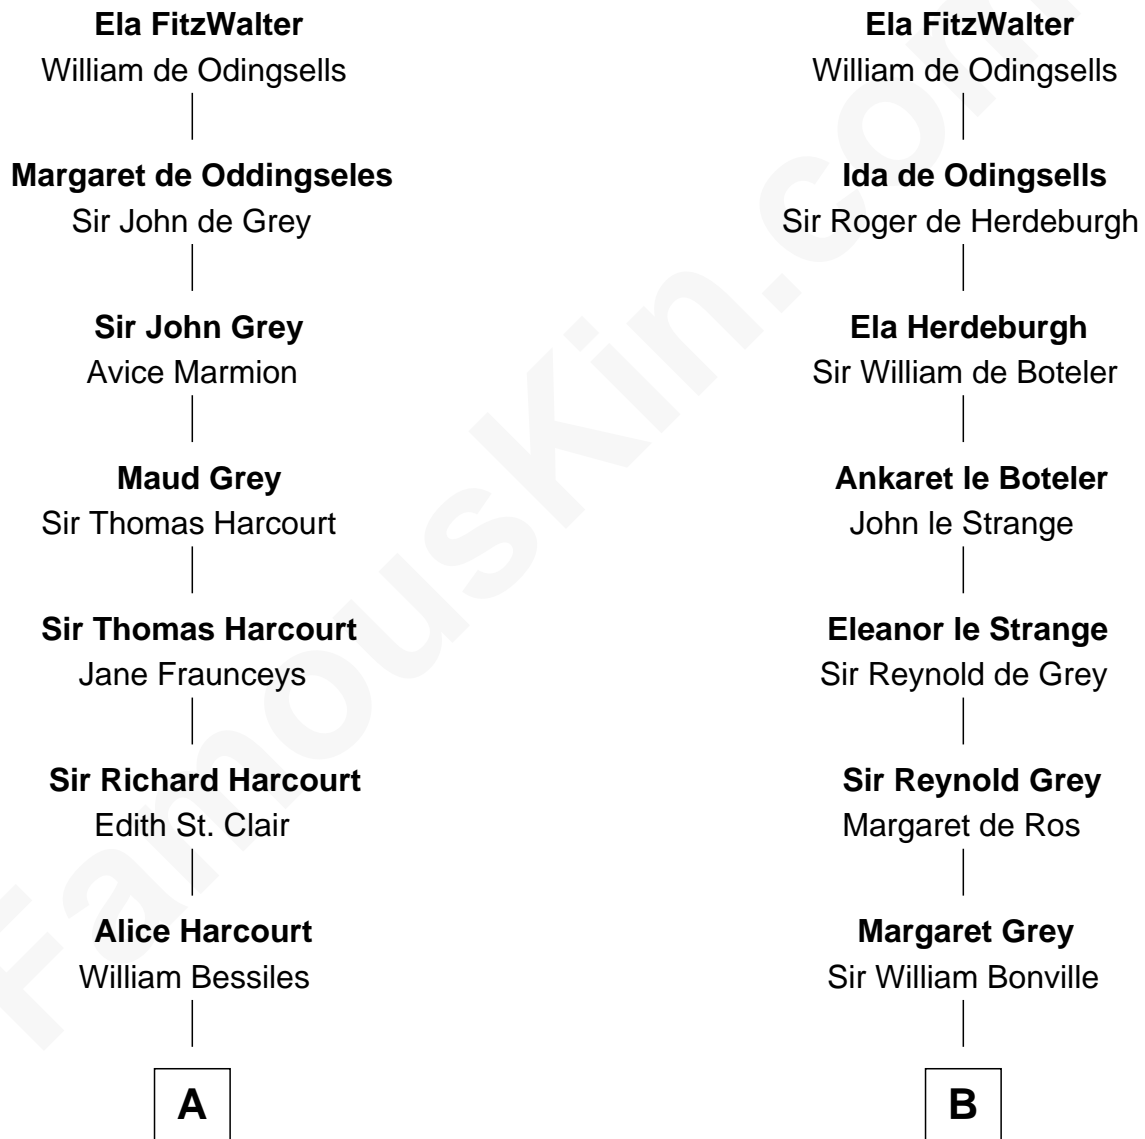 Ela FitzWalter
William de Odingsells
Margaret de Oddingseles
Sir John de Grey
Sir John Grey
Avice Marmion
Maud Grey
Sir Thomas Harcourt
Sir Thomas Harcourt
Jane Fraunceys
Sir Richard Harcourt
Edith St. Clair
Alice Harcourt
William Bessiles
A
Ela FitzWalter
William de Odingsells
Ida de Odingsells
Sir Roger de Herdeburgh
Ela Herdeburgh
Sir William de Boteler
Ankaret le Boteler
John le Strange
Eleanor le Strange
Sir Reynold de Grey
Sir Reynold Grey
Margaret de Ros
Margaret Grey
Sir William Bonville
B
FamousKin.com